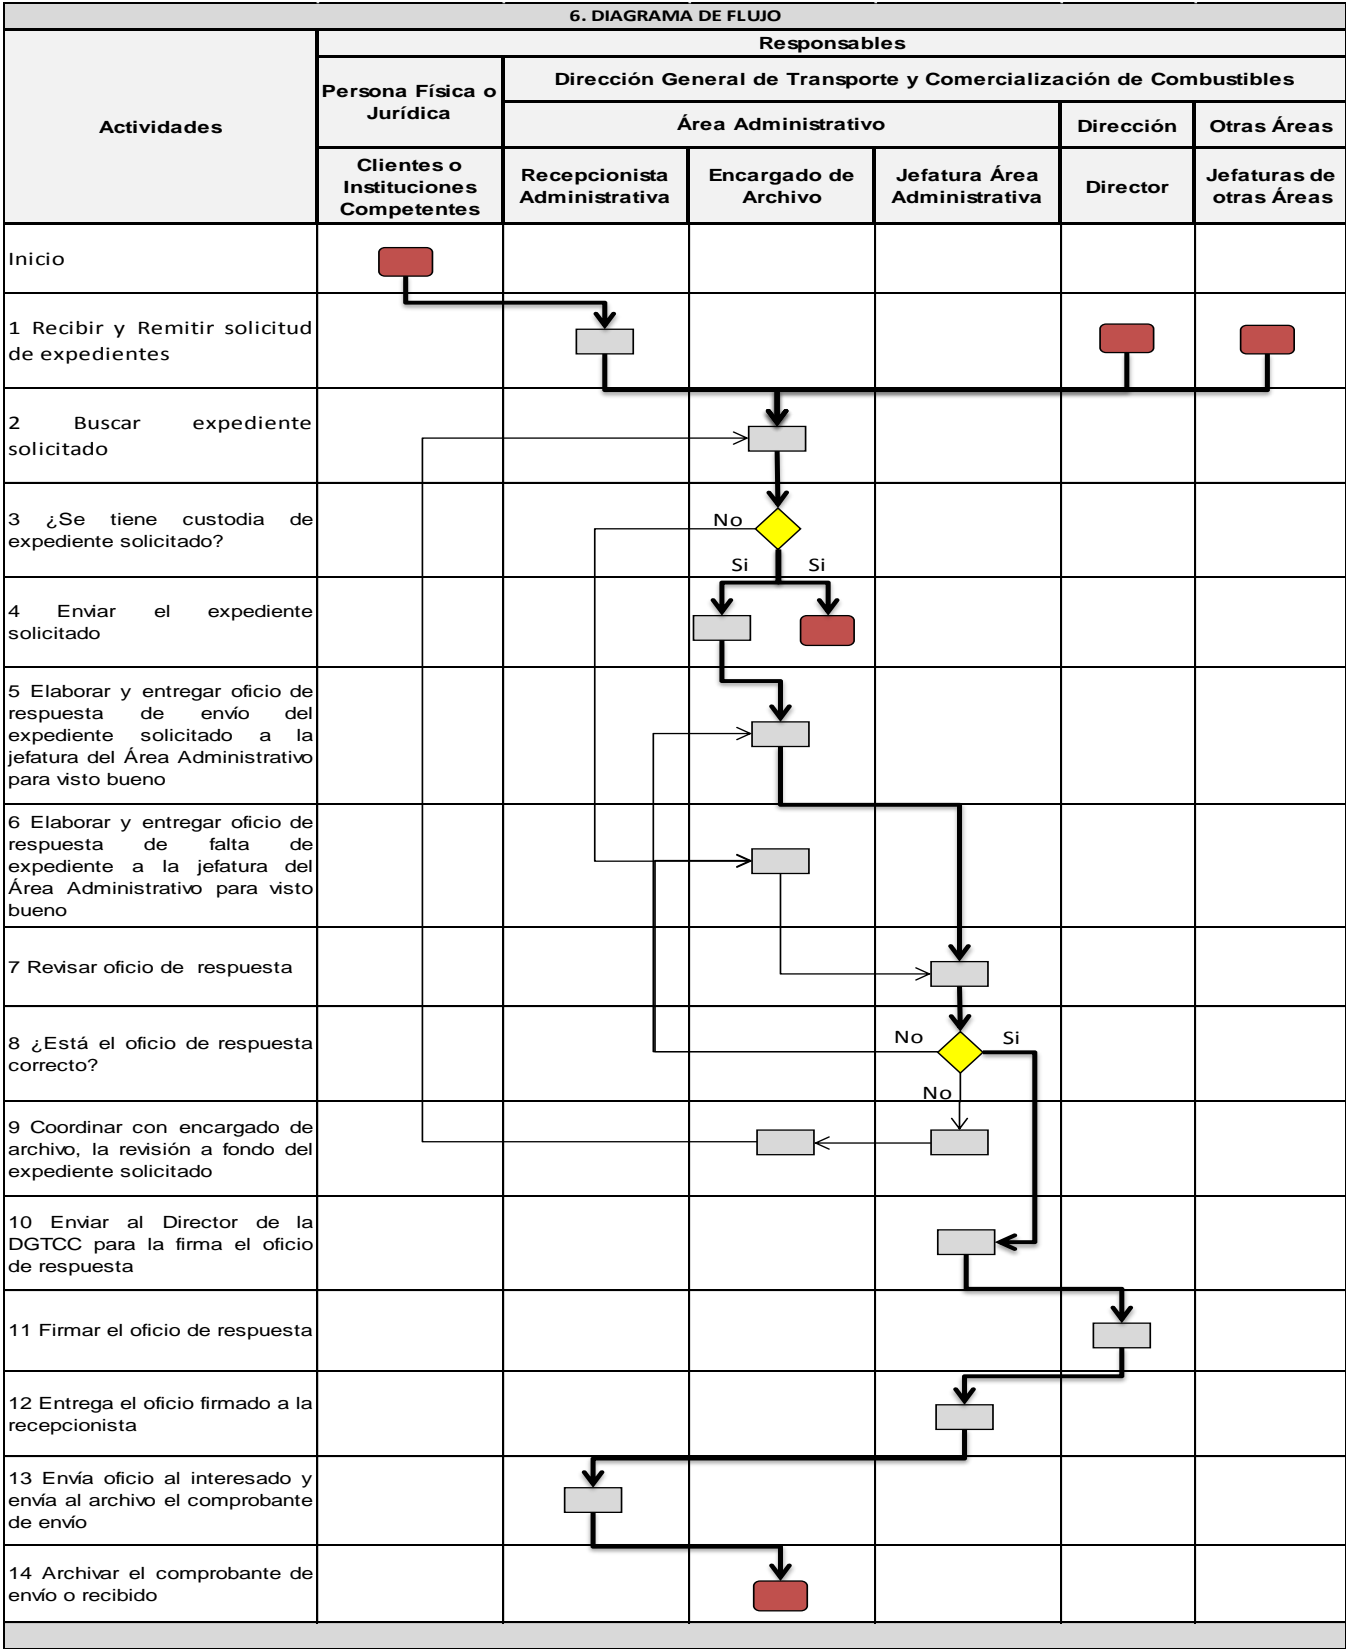 6. DIAGRAMA DE FLUJO
Actividades
Responsables
Persona Física o
Jurídica
Dirección General de Transporte y Comercialización de Combustibles
Área Administrativo
Dirección
Otras Áreas
Clientes o
Instituciones
Competentes
Recepcionista
Administrativa
Encargado de
Archivo
Jefatura Área
Administrativa
Director
Jefaturas de
otras Áreas
Inicio
1 Recibir y Remitir solicitud
de expedientes
2 Buscar expediente
solicitado
3 ¿Se tiene custodia de
expediente solicitado?
No
Si
Si
4 Enviar el expediente
solicitado
5 Elaborar y entregar oficio de
respuesta de envío del
expediente solicitado a la
jefatura del Área Administrativo
para visto bueno
6 Elaborar y entregar oficio de
respuesta de falta de
expediente a la jefatura del
Área Administrativo para visto
bueno
7 Revisar oficio de respuesta
8 ¿Está el oficio de respuesta
correcto?
No
Si
No
9 Coordinar con encargado de
archivo, la revisión a fondo del
expediente solicitado
10 Enviar al Director de la
DGTCC para la firma el oficio
de respuesta
11 Firmar el oficio de respuesta
12 Entrega el oficio firmado a la
recepcionista
13 Envía oficio al interesado y
envía al archivo el comprobante
de envío
14 Archivar el comprobante de
envío o recibido